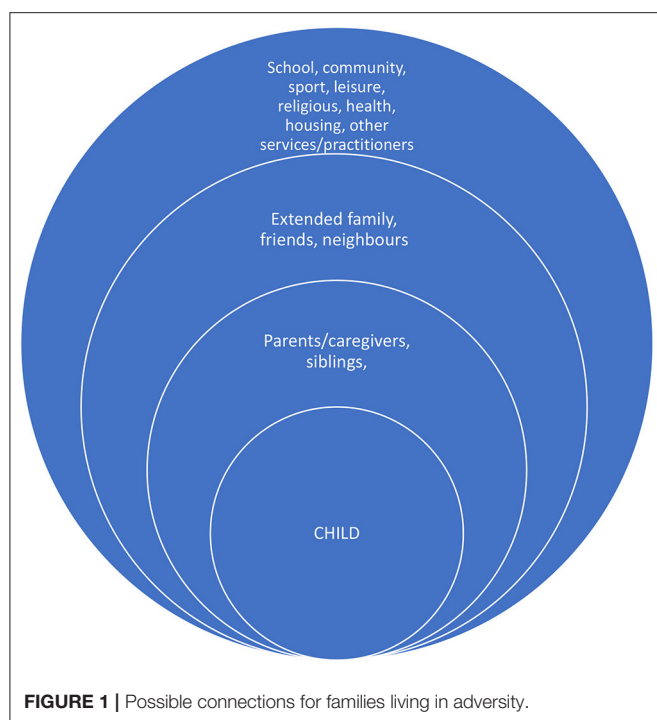 School, community,
sport, leisure,
religious, health,
housing, other
services/practitioners
Extended family,
friends, neighbours
Parents/caregivers,
siblings,
CHILD
FIGURE 1 | Possible connections for families living in adversity.